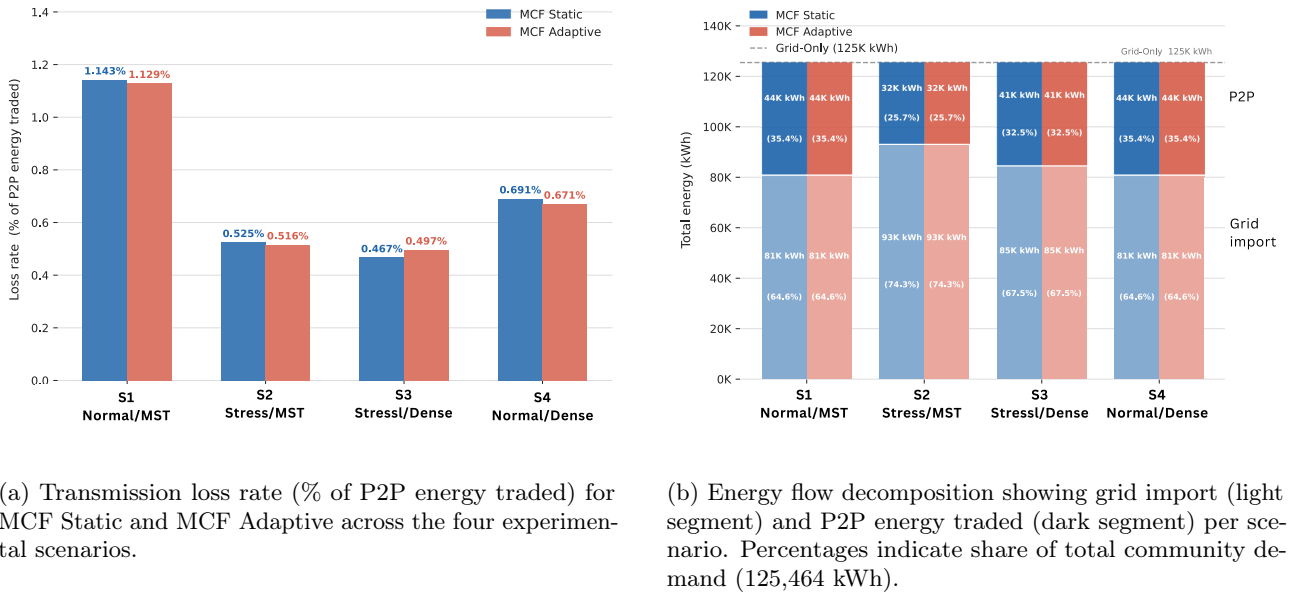 MCF Static
MCF Adaptive
Loss rate (% of P2P energy traded)
1.4
1.2
1.0
0.8
0.6
0.4
0.2
0.0
1.143%
1.129%
0.525%
0.516%
0.467%
0.497%
0.691%
0.671%
S1
Normal/MST
S2
Stress/MST
S3
Stressl/Dense
S4
Normal/Dense
(a) Transmission loss rate (% of P2P energy traded) for
MCF Static and MCF Adaptive across the four experimen-
tal scenarios.
MCF Static
MCF Adaptive
Grid-Only (125K kWh)
Grid-Only 125K kWh
Total energy (kWh)
140K
120K
100K
80K
60K
40K
20K
0K
44K kWh
(35.4%)
44K kWh
(35.4%)
32K kWh
(25.7%)
32K kWh
(25.7%)
41K kWh
(32.5%)
41K kWh
(32.5%)
44K kWh
(35.4%)
44K kWh
(35.4%)
P2P
81K kWh
(64.6%)
81K kWh
(64.6%)
93K kWh
(74.3%)
93K kWh
(74.3%)
85K kWh
(67.5%)
85K kWh
(67.5%)
81K kWh
(64.6%)
81K kWh
(64.6%)
Grid
import
S1
Normal/MST
S2
Stress/MST
S3
Stressl/Dense
S4
Normal/Dense
(b) Energy flow decomposition showing grid import (light
segment) and P2P energy traded (dark segment) per sce-
nario. Percentages indicate share of total community de-
mand (125,464 kWh).